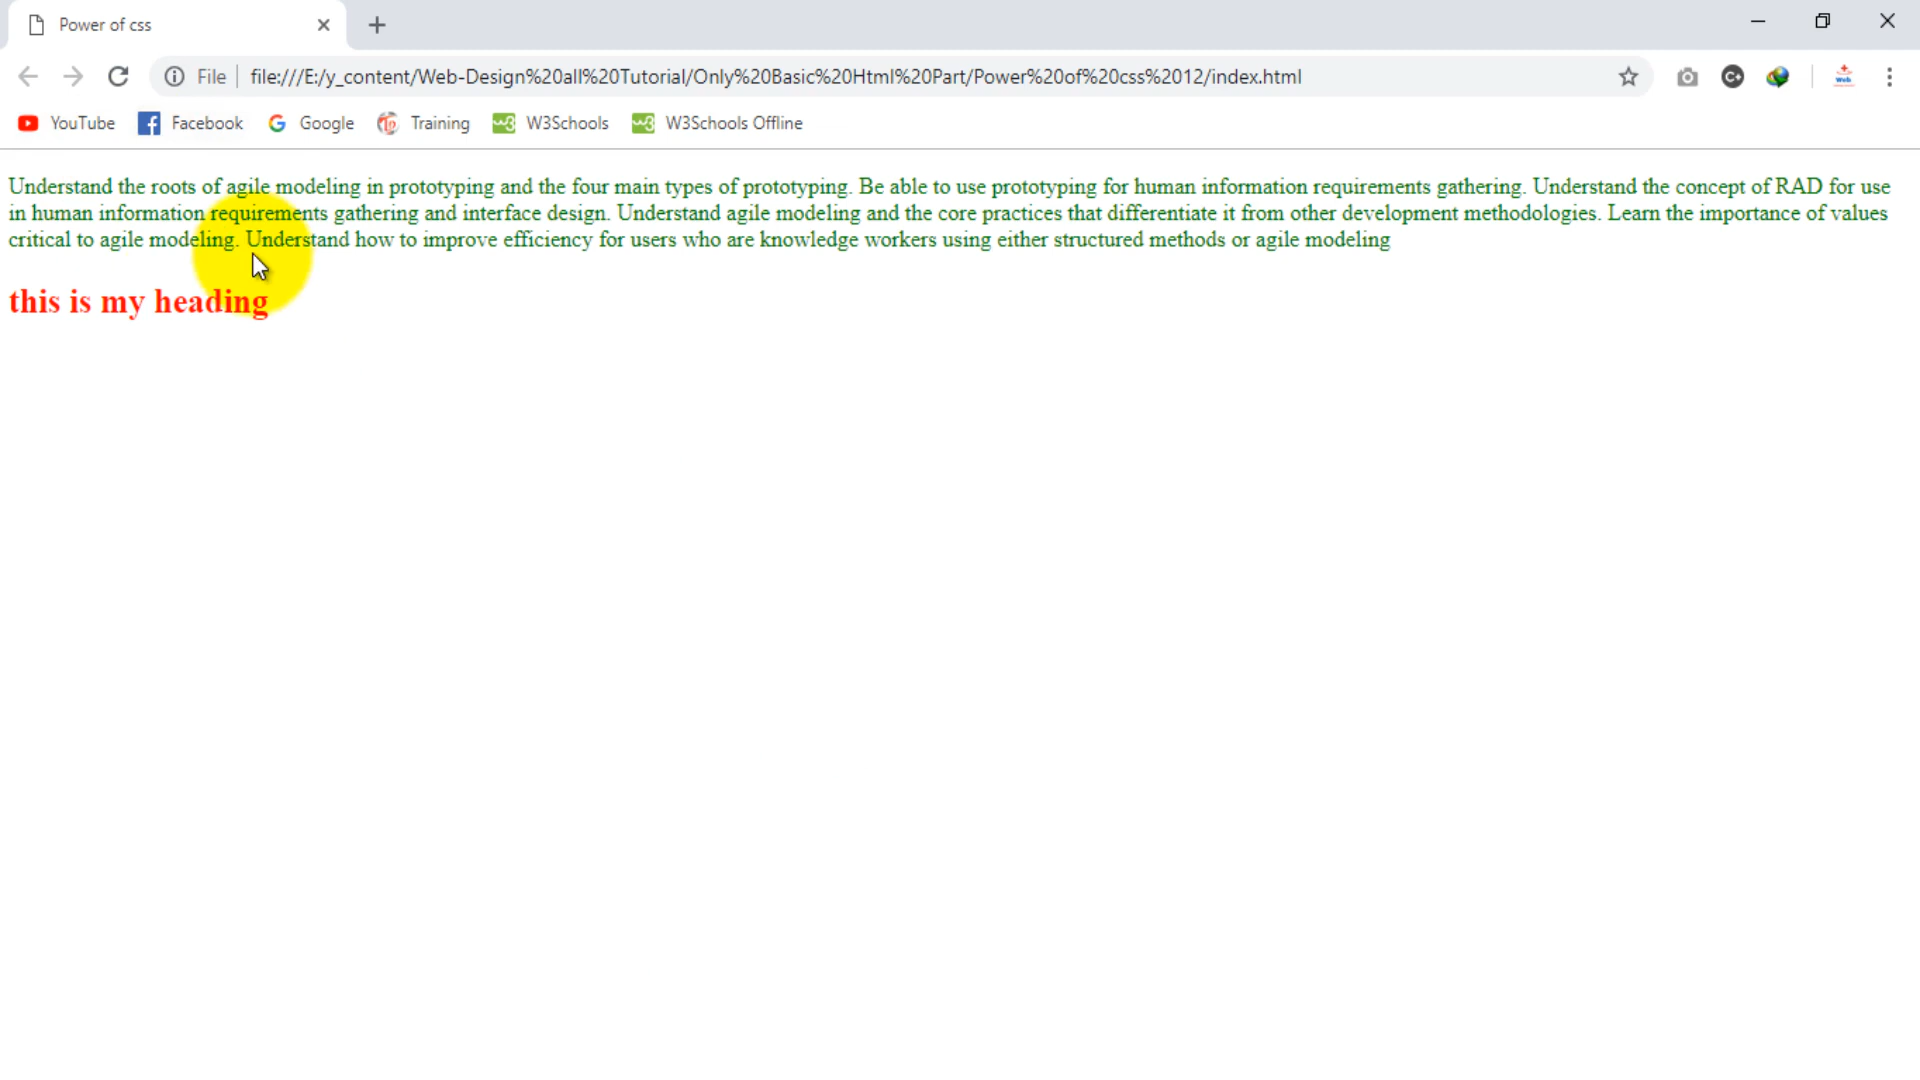 Power of css
File
file:///E:/y_content/Web-Design%20all%20Tutorial/Only%20Basic%20Html%20Part/Power%20of%20css%2012/index.html
Web
YouTube
Facebook
Google
Training
W3Schools
W3Schools Offline
Understand the roots of agile modeling in prototyping and the four main types of prototyping. Be able to use prototyping for human information requirements gathering. Understand the concept of RAD for use
in human information requirements gathering and interface design. Understand agile modeling and the core practices that differentiate it from other development methodologies. Learn the importance of values
critical to agile modeling. Understand how to improve efficiency for users who are knowledge workers using either structured methods or agile modeling
this is my heading